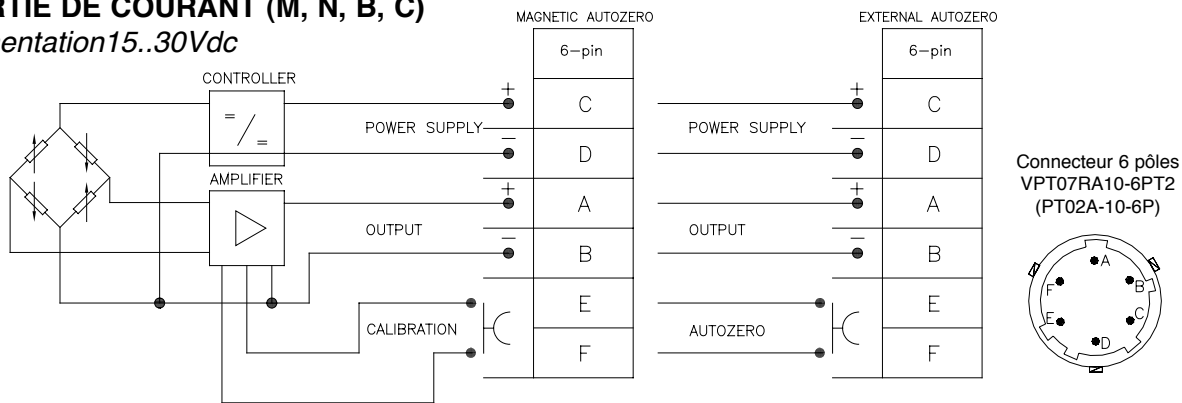 RTIE DE COURANT (M, N, B, C)
entation15..30Vdc
MAGNETIC AUTOZERO
EXTERNAL AUTOZERO
6-pin
6-pin
CONTROLLER
= / =
+
C
+
C
POWER SUPPLY
POWER SUPPLY
−
D
−
D
AMPLIFIER
+
A
+
A
OUTPUT
OUTPUT
−
B
−
B
E
E
CALIBRATION
AUTOZERO
F
F
Connecteur 6 pôles
VPT07RA10-6PT2
(PT02A-10-6P)
A
F
B
E
C
D